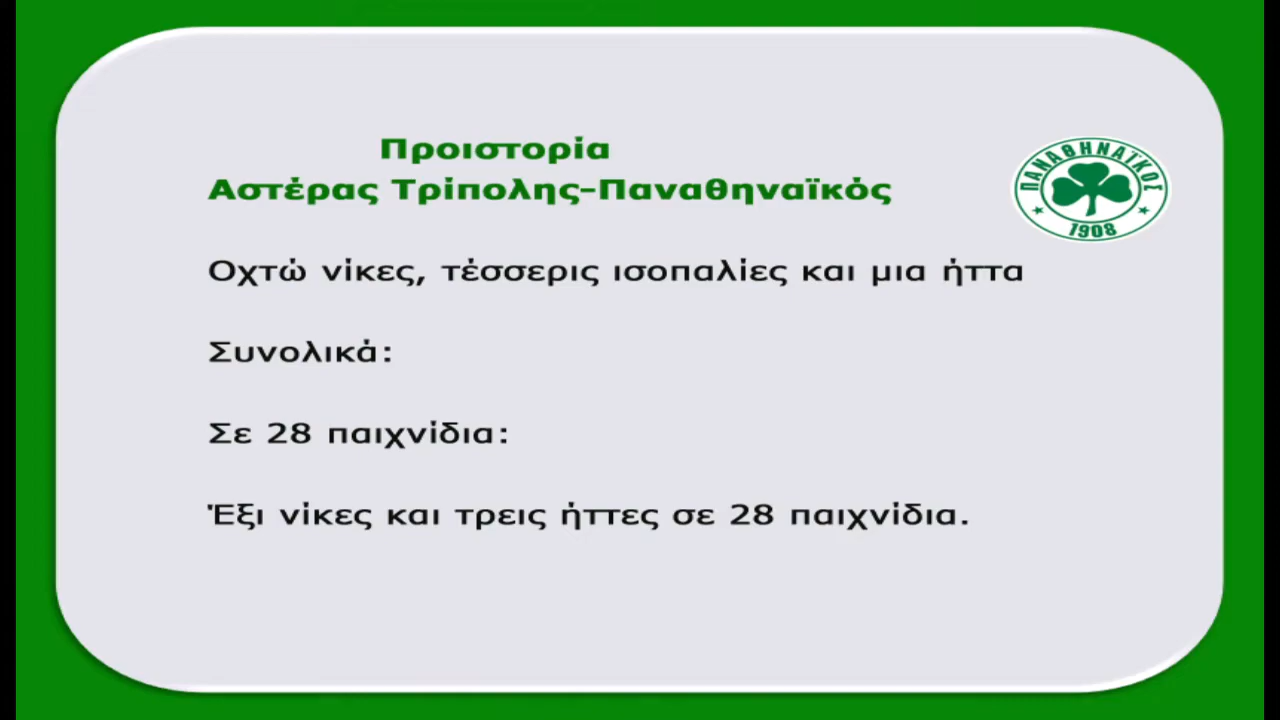 Προιστορία
Αστέρας Τρίπολης-Παναθηναϊκός
ΠΑΝΑΘΗΝΑΪΚΟΣ
1908
Οχτώ νίκες, τέσσερις ισοπαλίες και μια ήττα
Συνολικά:
Σε 28 παιχνίδια:
Έξι νίκες και τρεις ήττες σε 28 παιχνίδια.